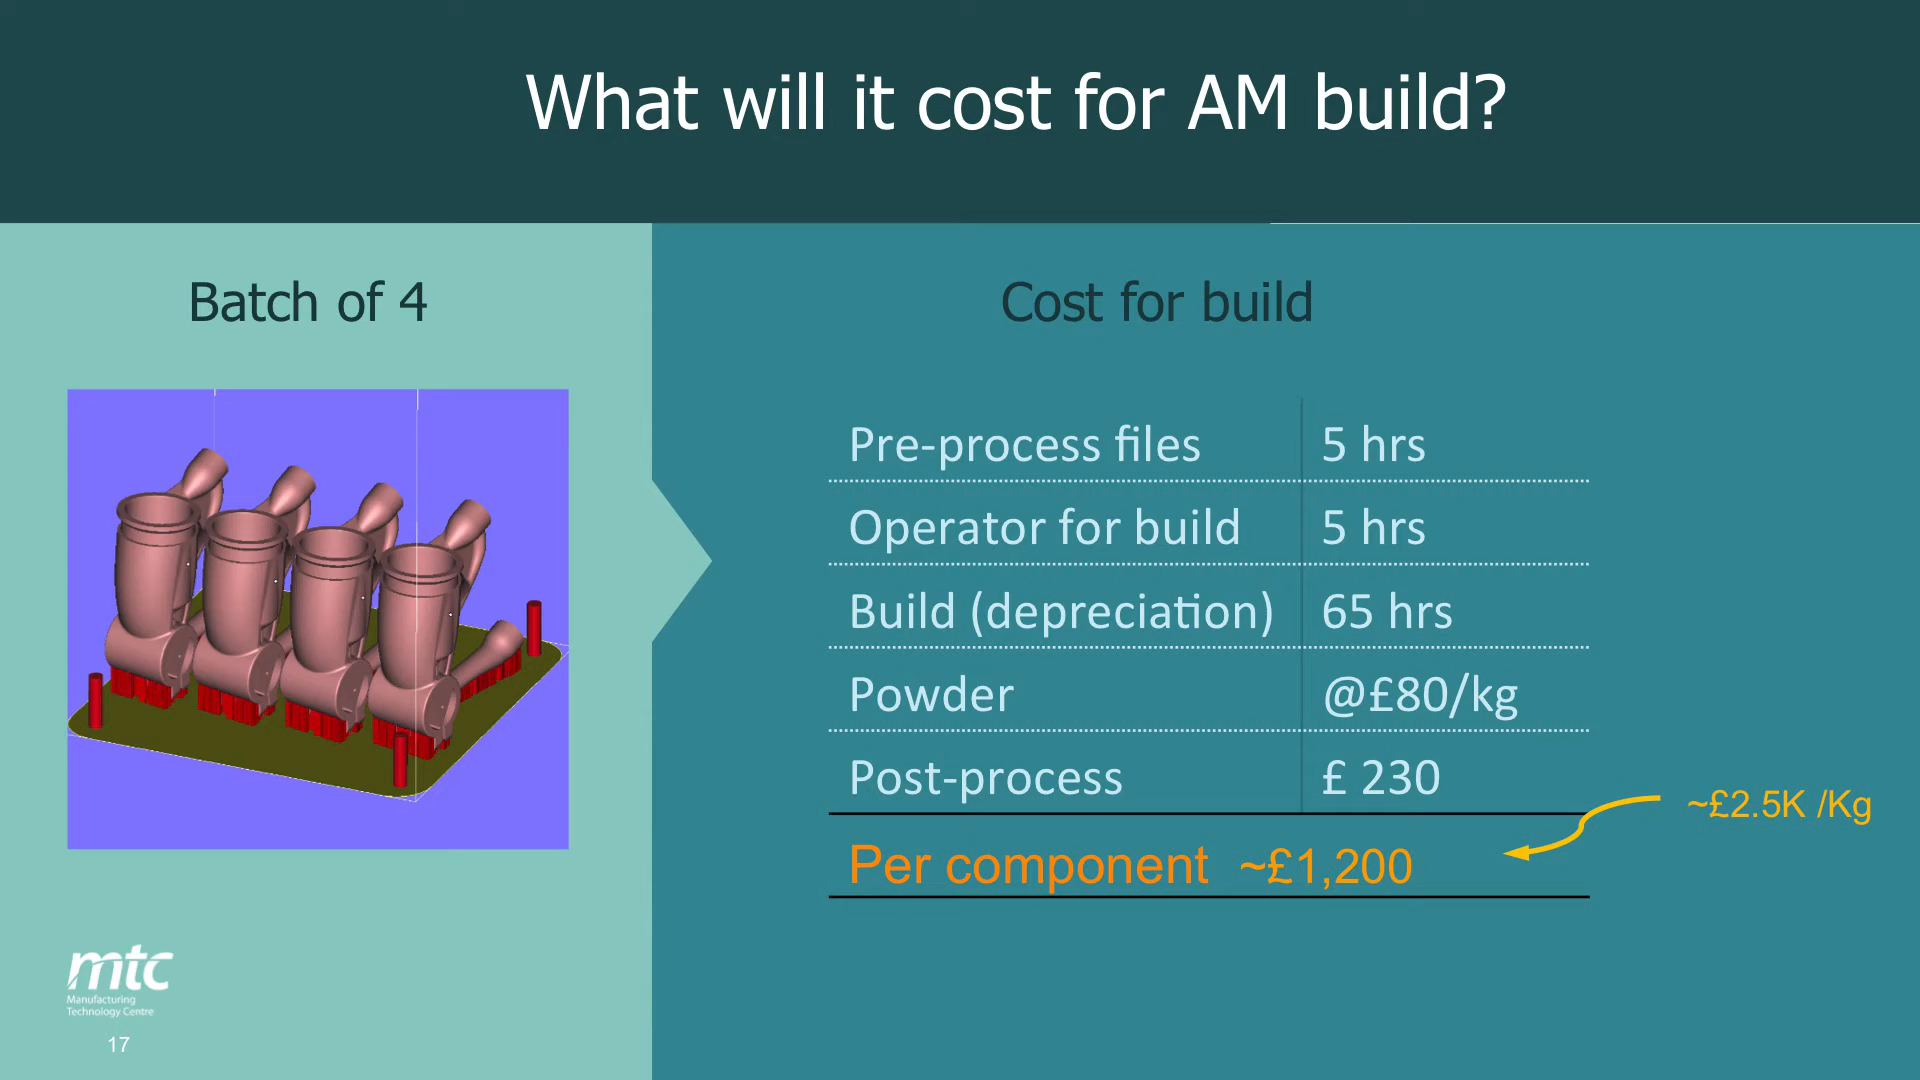 What will it cost for AM build?
Batch of 4
Cost for build
Pre-process files 5 hrs
Operator for build 5 hrs
Build (depreciation) 65 hrs
Powder @£80/kg
Post-process £ 230
~£2.5K /Kg
Per component ~£1,200
mtc
Manufacturing
Technology Centre
17